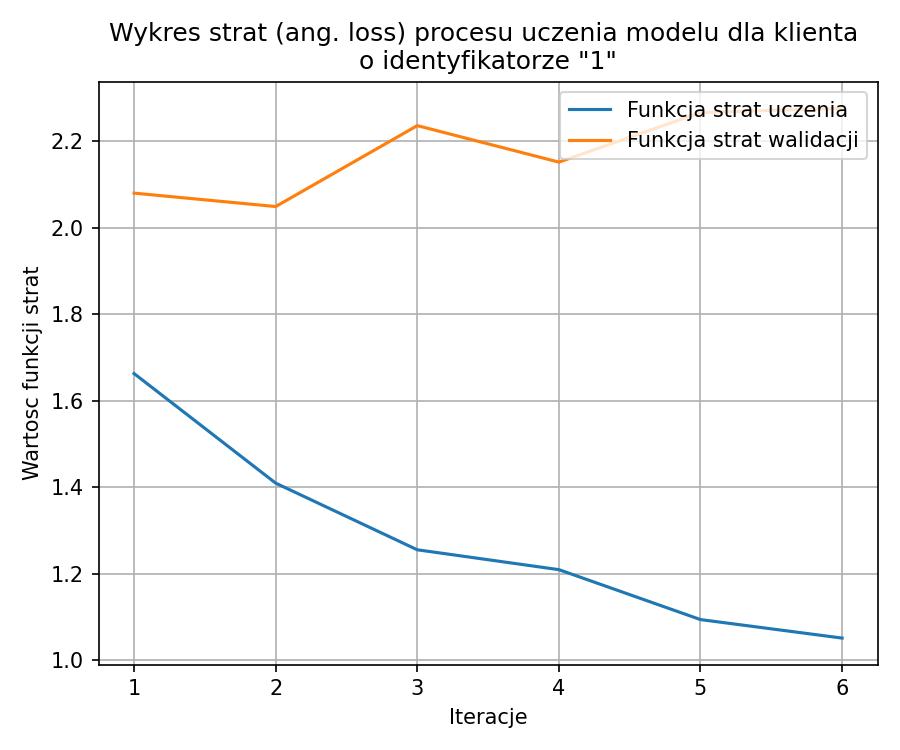 Wykres strat (ang. loss) procesu uczenia modelu dla klienta
o identyfikatorze "1"
Funkcja strat uczenia
Funkcja strat walidacji
Wartosc funkcji strat
2.2
2.0
1.8
1.6
1.4
1.2
1.0
1 2 3 4 5 6
Iteracje